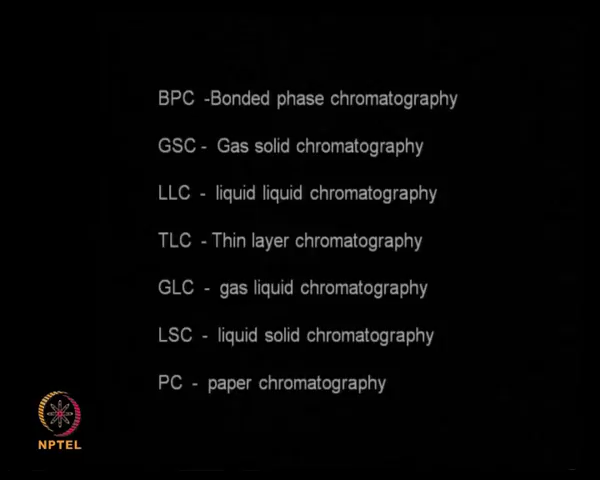 BPC -Bonded phase chromatography
GSC - Gas solid chromatography
LLC - liquid liquid chromatography
TLC - Thin layer chromatography
GLC - gas liquid chromatography
LSC - liquid solid chromatography
PC - paper chromatography
NPTEL